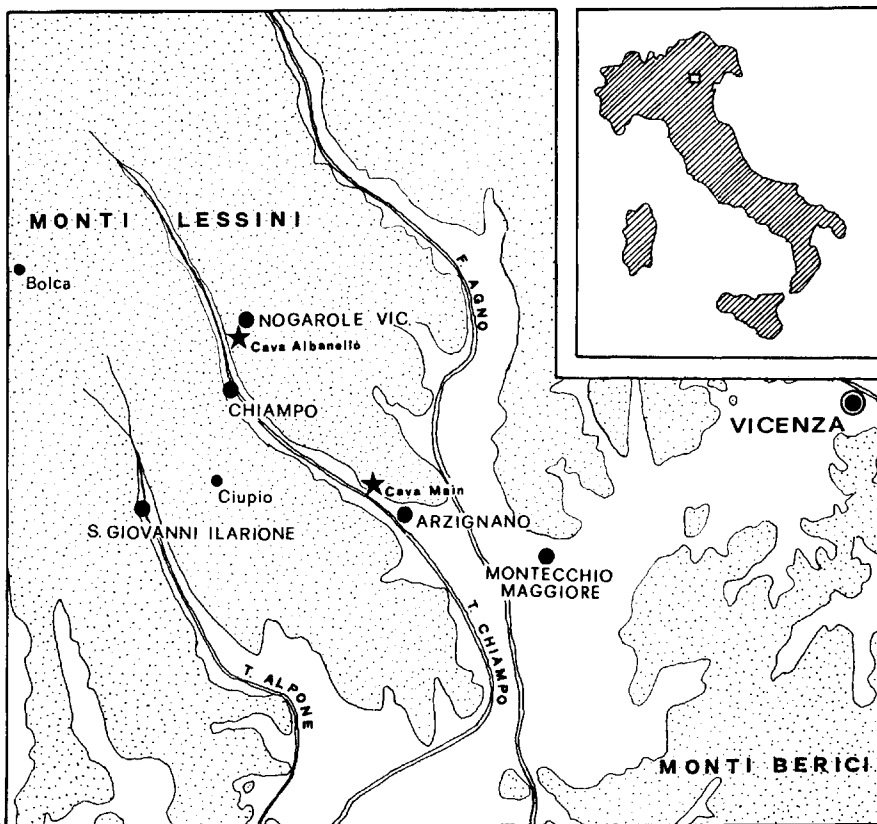 MONTI LESSINI
Bolca
F. AGNO
NOGAROLE VIC.
Cava Albanello
CHIAMPO
VICENZA
Ciupio
Cava Main
S. GIOVANNI ILARIONE
ARZIGNANO
MONTECCHIO
MAGGIORE
T. CHIAMPO
T. ALPONE
MONTI BERICI